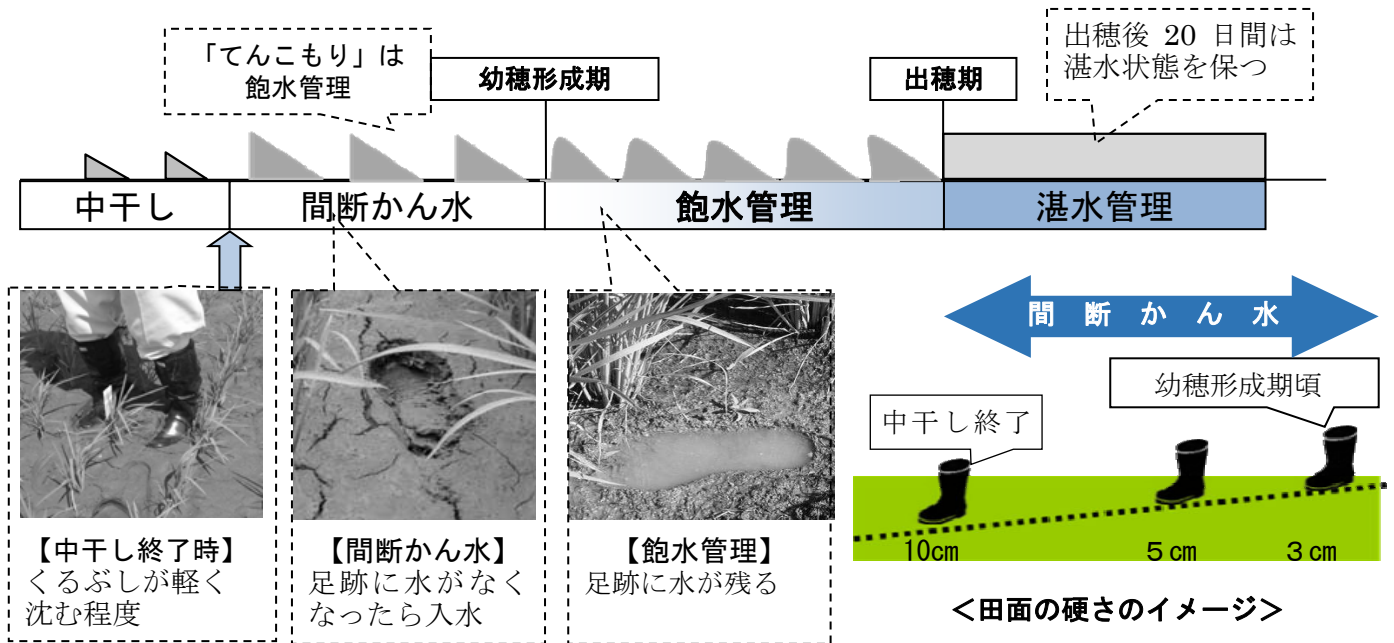 「てんこもり」は
飽水管理
幼穂形成期
出穂期
出穂後 20 日間は
湛水状態を保つ
中干し
間断かん水
飽水管理
湛水管理
【中干し終了時】
くるぶしが軽く
沈む程度
【間断かん水】
足跡に水がなく
なったら入水
【飽水管理】
足跡に水が残る
間断かん水
中干し終了
幼穂形成期頃
10cm
5cm
3cm
<田面の硬さのイメージ>